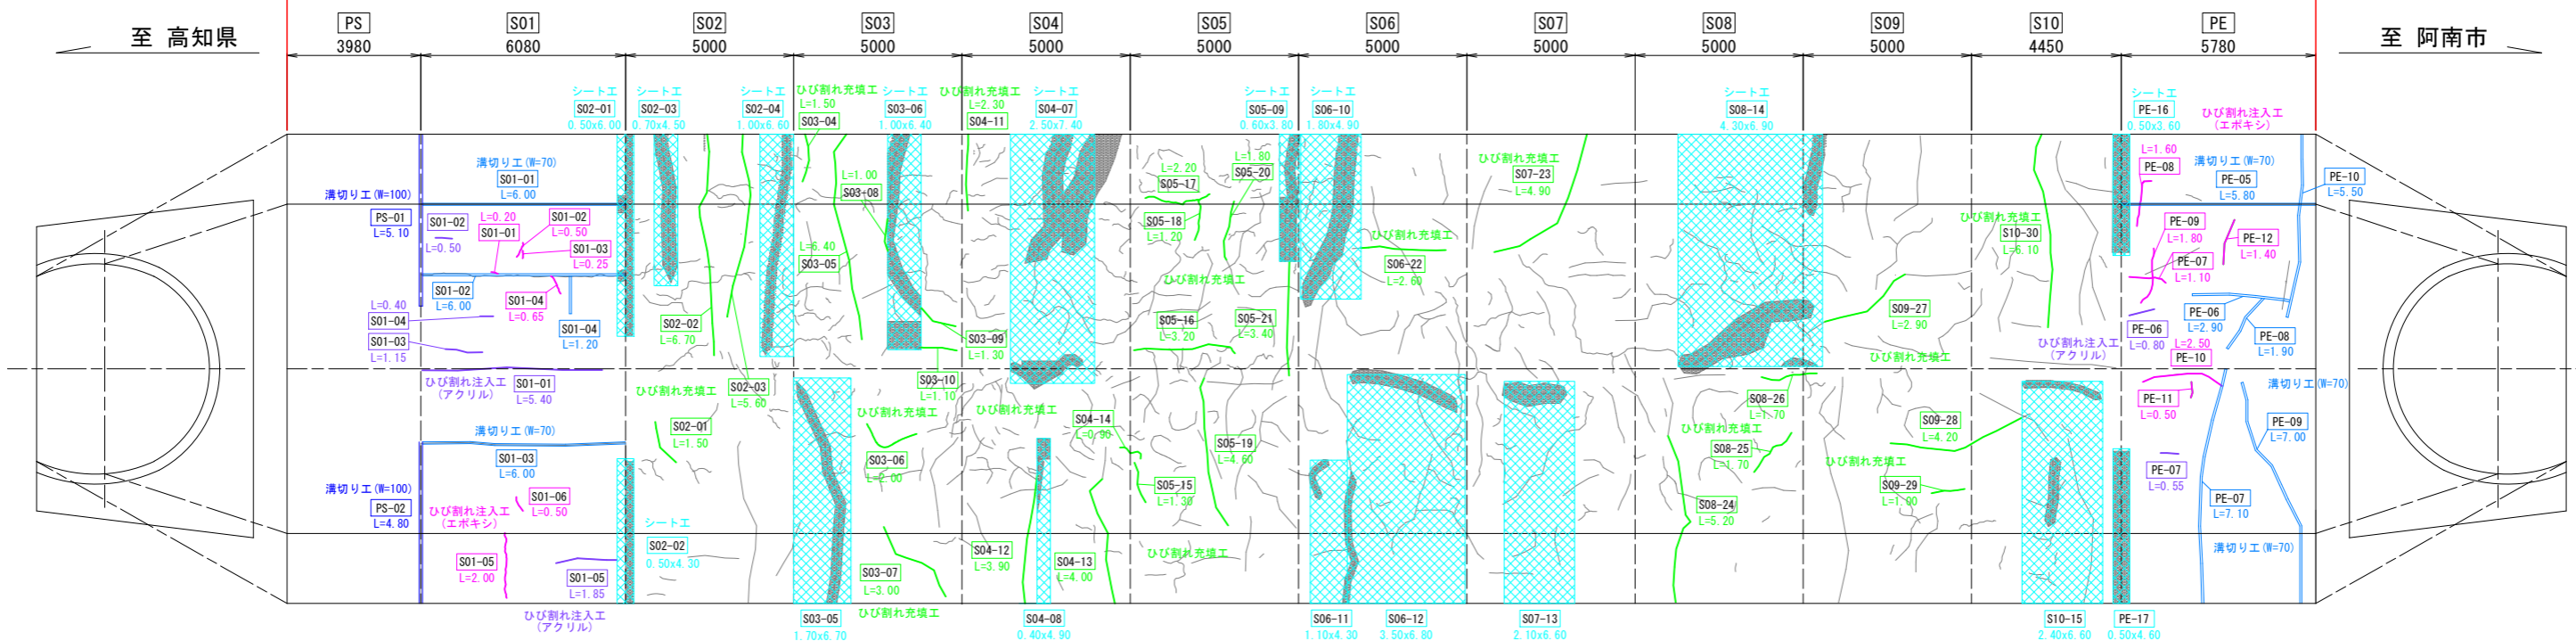 至 高知県
PS
3980
S01
6080
S02
5000
S03
5000
S04
5000
S05
5000
S06
5000
S07
5000
S08
5000
S09
5000
S10
4450
PE
5780
至 阿南市
シート工
S02-01
0.50x6.00
シート工
S02-03
0.70x4.50
シート工
S02-04
1.00x6.60
ひび割れ充填工
L=1.50
S03-04
シート工
S03-06
1.00x6.40
ひび割れ充填工
L=2.30
S04-11
シート工
S04-07
2.50x7.40
シート工
S05-09
0.60x3.80
シート工
S06-10
1.80x4.90
シート工
S08-14
4.30x6.90
シート工
PE-16
0.50x3.60
ひび割れ注入工
(エポキシ)
溝切り工(W=100)
PS-01
L=5.10
溝切り工(W=70)
S01-01
L=6.00
S01-02
L=0.50
L=0.20
S01-01
S01-02
L=0.50
S01-03
L=0.25
S01-02
L=6.00
S01-04
L=0.65
S01-04
L=1.20
L=0.40
S01-04
S01-03
L=1.15
ひび割れ注入工
(アクリル)
S01-01
L=5.40
溝切り工(W=70)
S01-03
L=6.00
溝切り工(W=100)
PS-02
L=4.80
S01-06
L=0.50
ひび割れ注入工
(エポキシ)
S01-05
L=2.00
S01-05
L=1.85
ひび割れ注入工
(アクリル)
S02-02
L=6.70
S02-03
L=5.60
ひび割れ充填工
S02-01
L=1.50
シート工
S02-02
0.50x4.30
L=1.00
S03-08
L=6.40
S03-05
S03-09
L=1.30
S03-10
L=1.10
ひび割れ充填工
S03-06
L=2.00
S03-07
L=3.00
ひび割れ充填工
S03-05
1.70x6.70
ひび割れ充填工
S04-14
L=0.90
S04-12
L=3.90
S04-13
L=4.00
S04-08
0.40x4.90
L=2.20
S05-17
L=1.80
S05-20
S05-18
L=1.20
ひび割れ充填工
S05-16
L=3.20
S05-21
L=3.40
S05-19
L=4.60
S05-15
L=1.30
ひび割れ充填工
ひび割れ充填工
S06-22
L=2.60
S06-11
1.10x4.30
S06-12
3.50x6.80
ひび割れ充填工
S07-23
L=4.90
S07-13
2.10x6.60
S08-26
L=1.70
ひび割れ充填工
S08-25
L=1.70
S08-24
L=5.20
S09-27
L=2.90
ひび割れ充填工
S09-28
L=4.20
ひび割れ充填工
S09-29
L=1.00
ひび割れ充填工
S10-30
L=6.10
S10-15
2.40x6.60
PE-17
0.50x4.60
L=1.60
PE-08
溝切り工(W=70)
PE-05
L=5.80
PE-10
L=5.50
PE-09
L=1.80
PE-12
L=1.40
PE-07
L=1.10
PE-06
L=2.90
PE-08
L=1.90
PE-06
L=0.80
ひび割れ注入工
(アクリル)
L=2.50
PE-10
PE-11
L=0.50
溝切り工(W=70)
PE-09
L=7.00
PE-07
L=0.55
PE-07
L=7.10
溝切り工(W=70)